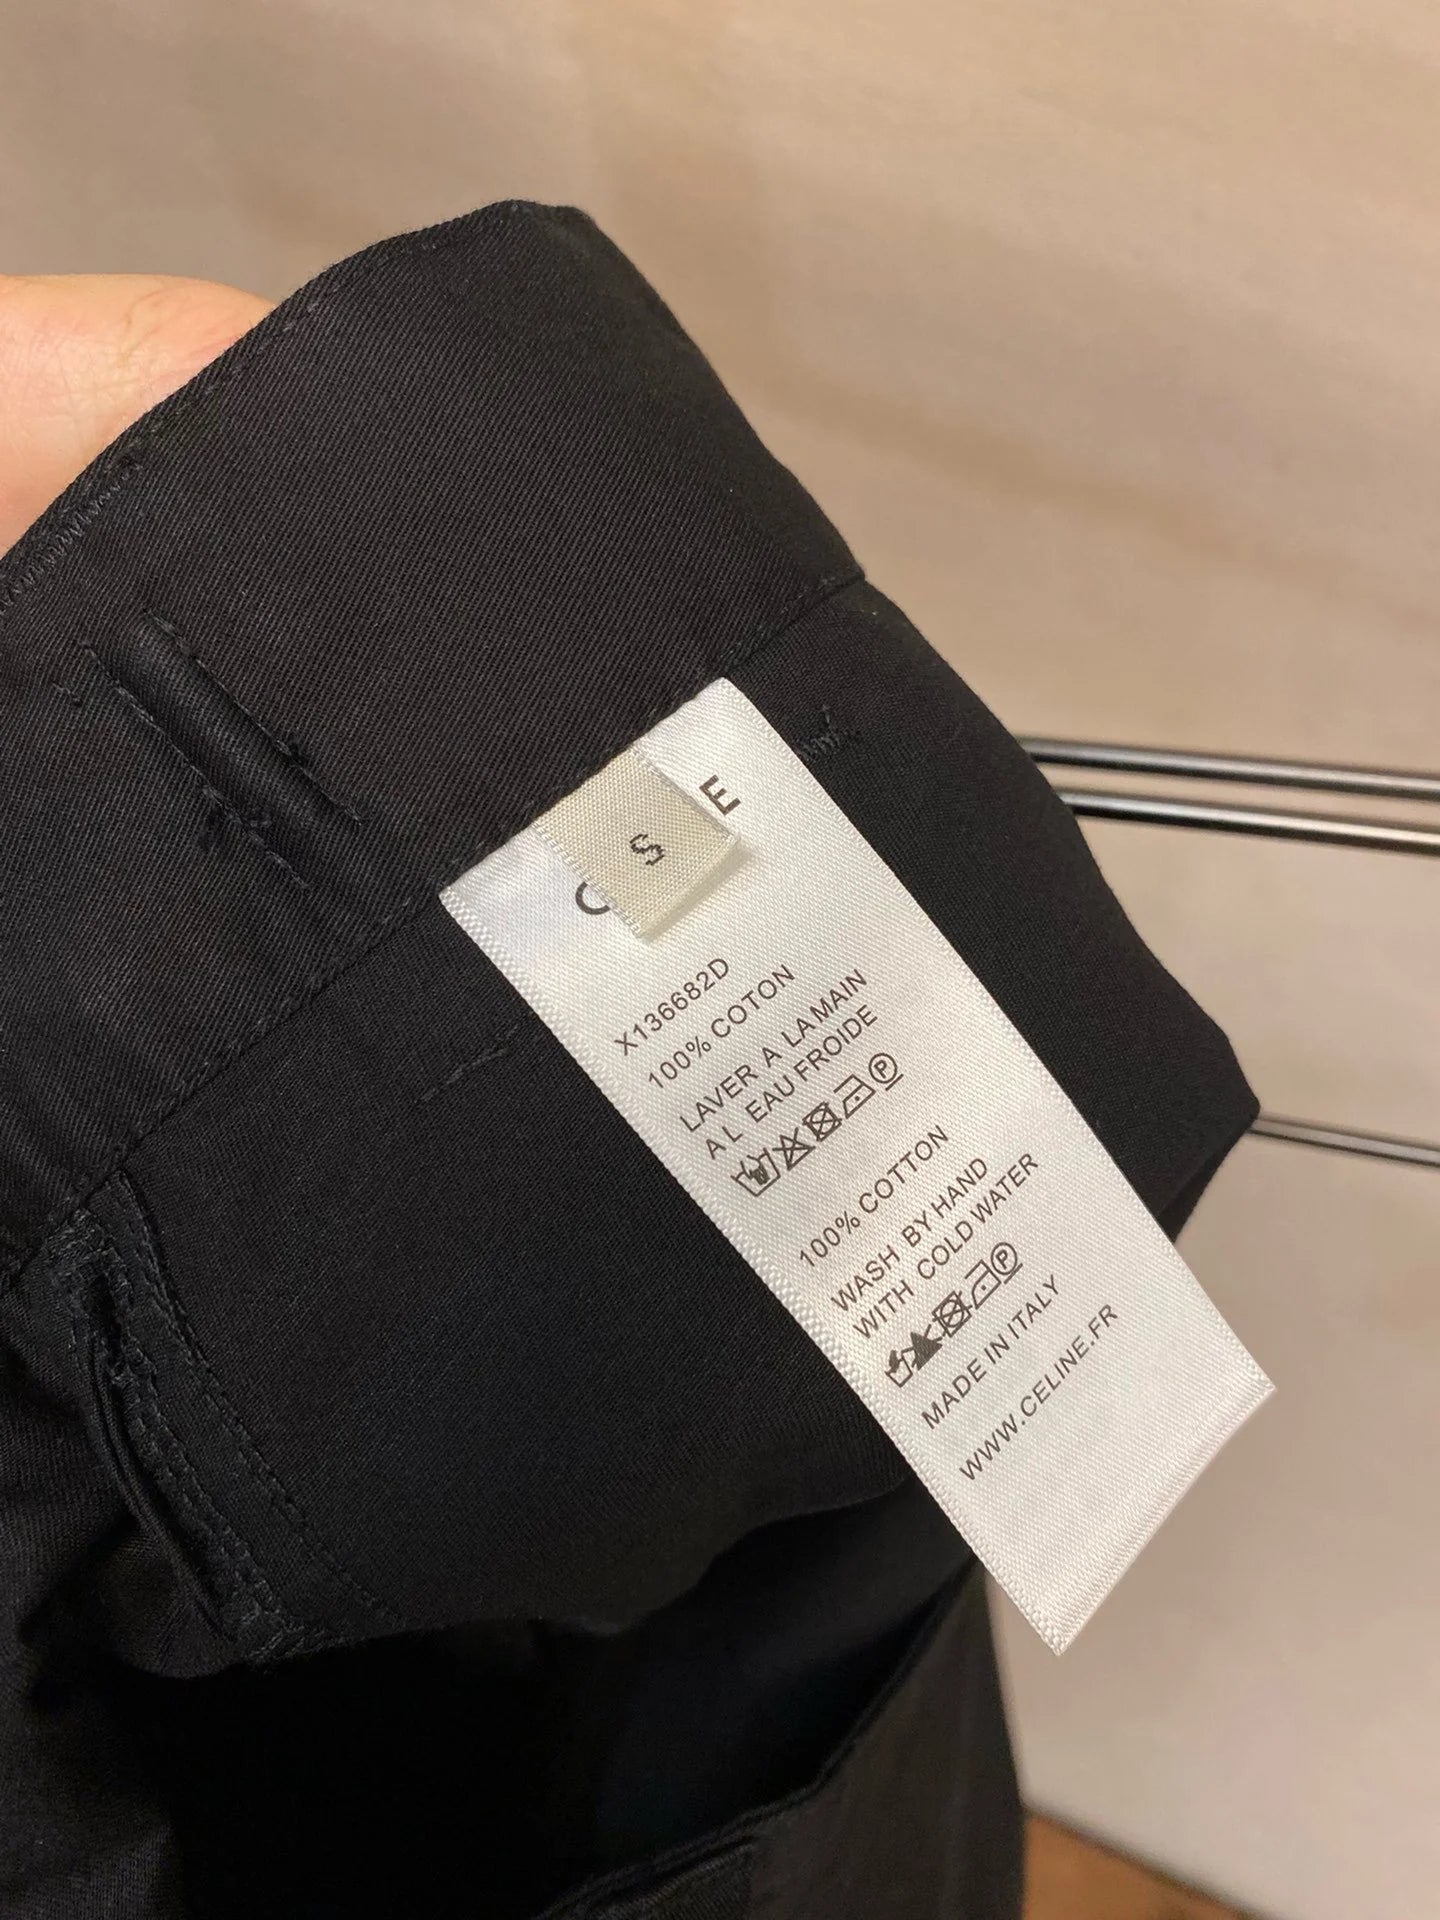 C
E
S
X136682D
100% COTON
LAVER A LA MAIN
A L EAU FROIDE
P
100% COTTON
WASH BY HAND
WITH COLD WATER
P
MADE IN ITALY
WWW.CELINE.FR